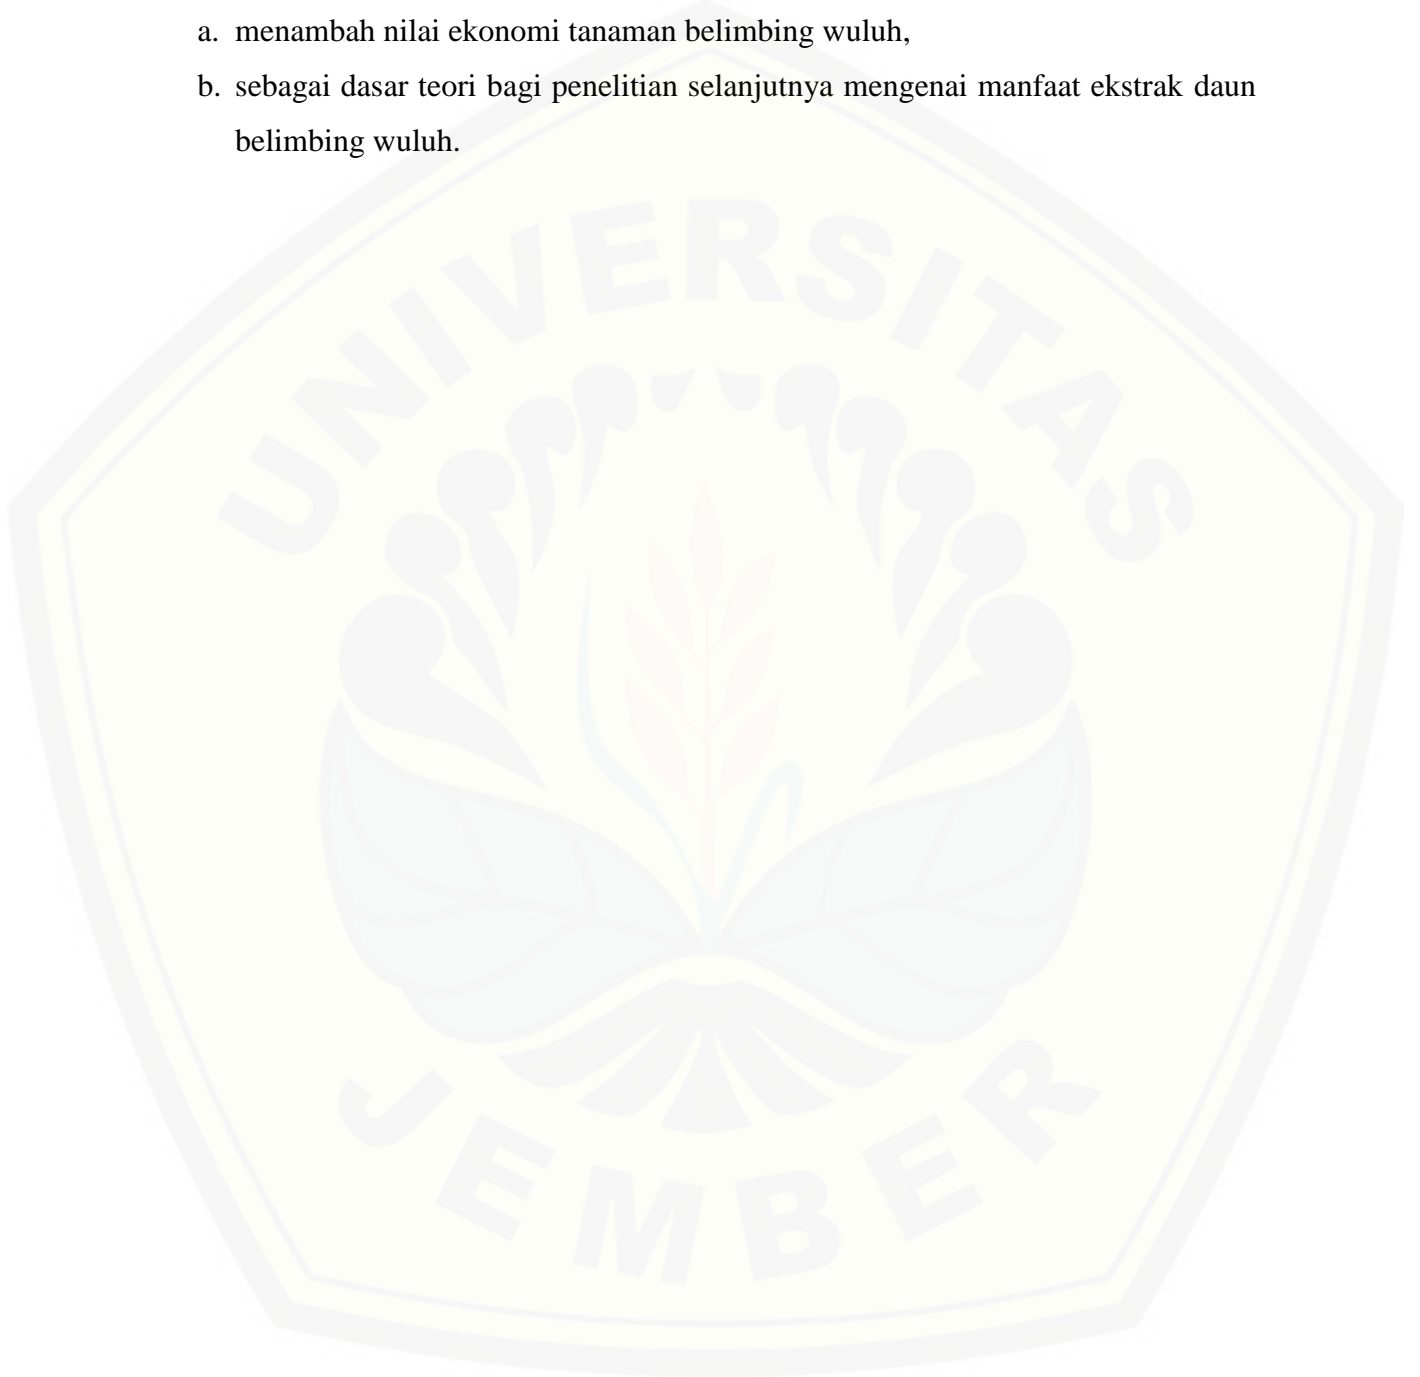 a. menambah nilai ekonomi tanaman belimbing wuluh,
b. sebagai dasar teori bagi penelitian selanjutnya mengenai manfaat ekstrak daun
belimbing wuluh.
UNIVERSITAS
JEMBER